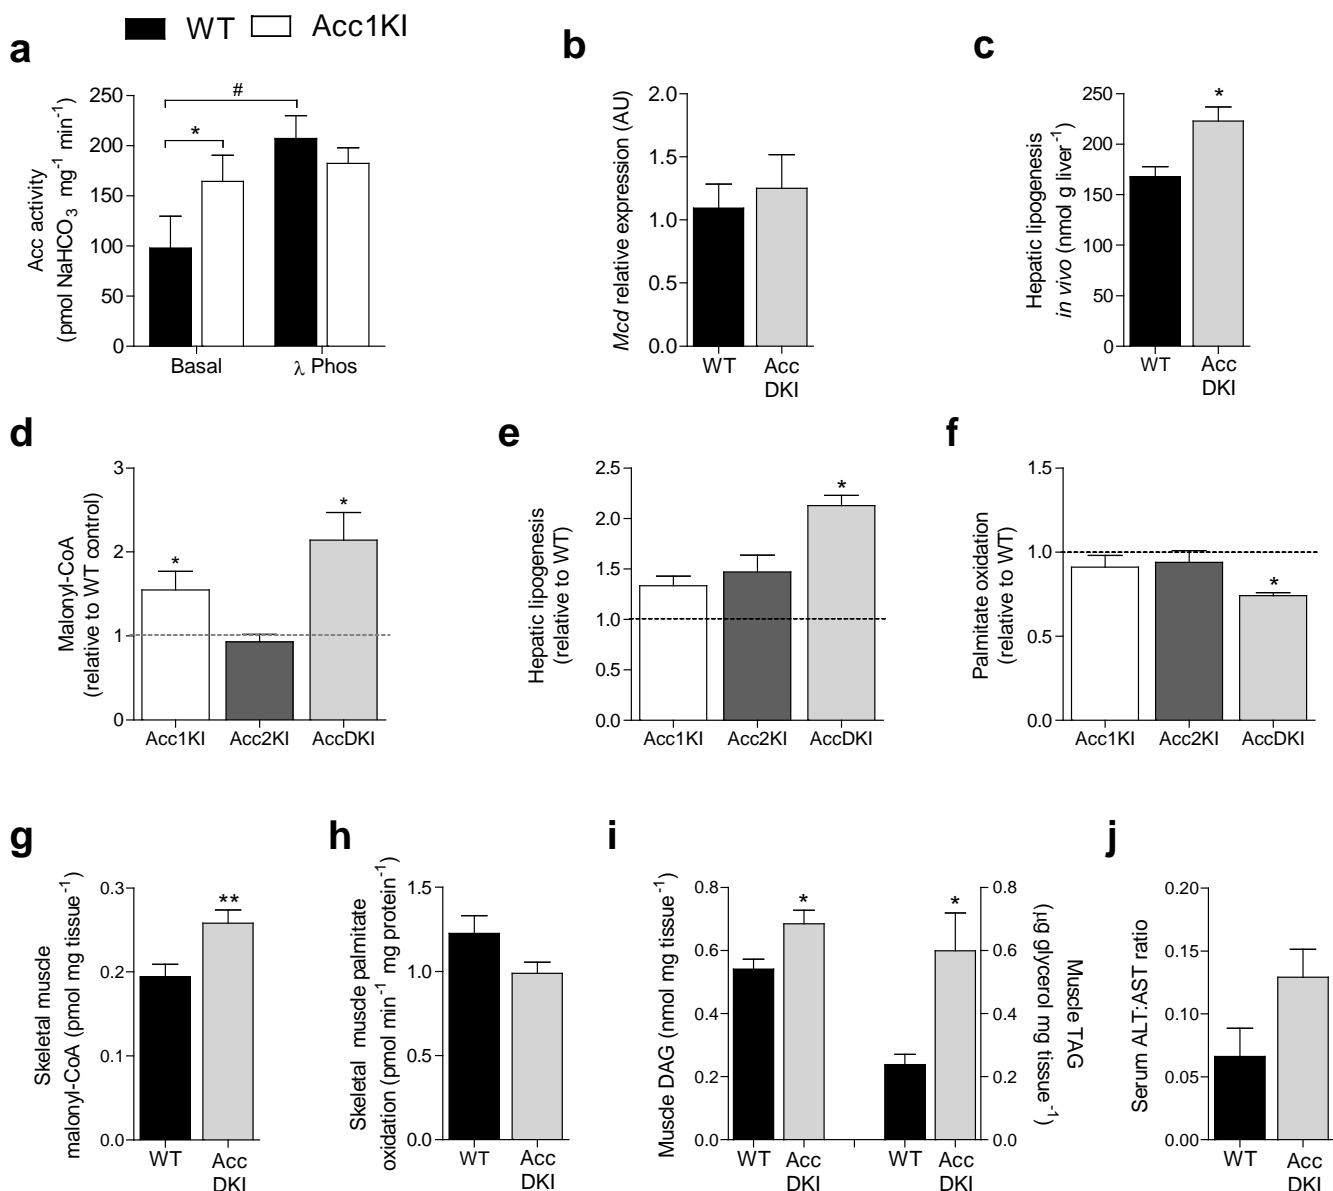 WT Acc1KI
a
Acc activity
(pmol NaHCO3 mg-1 min-1)
250
200
150
100
50
0
#
*
Basal
λ Phos
b
Mcd relative expression (AU)
2.0
1.5
1.0
0.5
0.0
WT
Acc
DKI
c
Hepatic lipogenesis
in vivo (nmol g liver-1)
250
200
150
100
50
0
*
WT
Acc
DKI
d
Malonyl-CoA
(relative to WT control)
3
2
1
0
*
*
Acc1KI Acc2KI AccDKI
e
Hepatic lipogenesis
(relative to WT)
2.5
2.0
1.5
1.0
0.5
0.0
*
Acc1KI Acc2KI AccDKI
f
Palmitate oxidation
(relative to WT)
1.5
1.0
0.5
0.0
*
Acc1KI Acc2KI AccDKI
g
Skeletal muscle
malonyl-CoA (pmol mg tissue-1)
0.3
0.2
0.1
0.0
**
WT
Acc
DKI
h
Skeletal muscle palmitate
oxidation (pmol min-1 mg protein-1)
1.5
1.0
0.5
0.0
WT
Acc
DKI
i
Muscle DAG (nmol mg tissue-1)
0.8
0.6
0.4
0.2
0.0
*
*
WT
Acc
DKI
WT
Acc
DKI
0.8
0.6
0.4
0.2
0.0
Muscle TAG
(μg glycerol mg tissue-1)
j
Serum ALT:AST ratio
0.20
0.15
0.10
0.05
0.00
WT
Acc
DKI